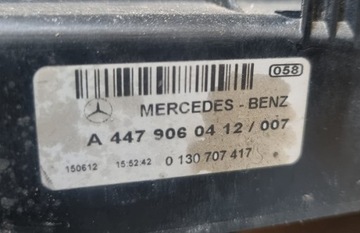 058
MERCEDES - BENZ
A 447 906 04 12 / 007
150612 15:52:42 0 130 707 417